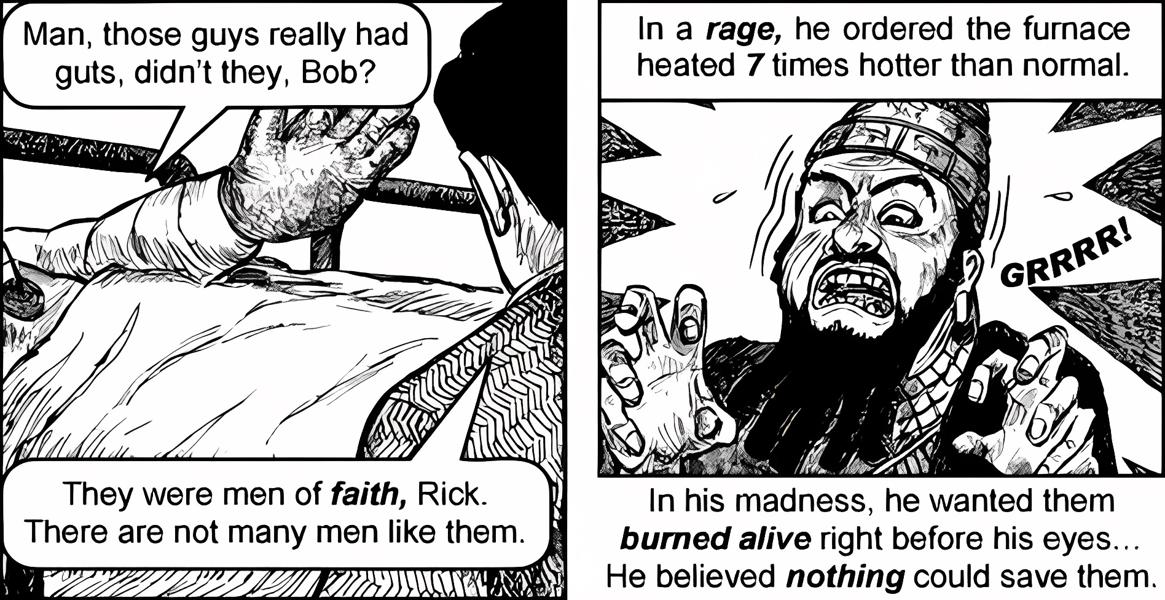 Man, those guys really had
guts, didn't they, Bob?
They were men of faith, Rick.
There are not many men like them.
In a rage, he ordered the furnace
heated 7 times hotter than normal.
GRRRR!
In his madness, he wanted them
burned alive right before his eyes...
He believed nothing could save them.